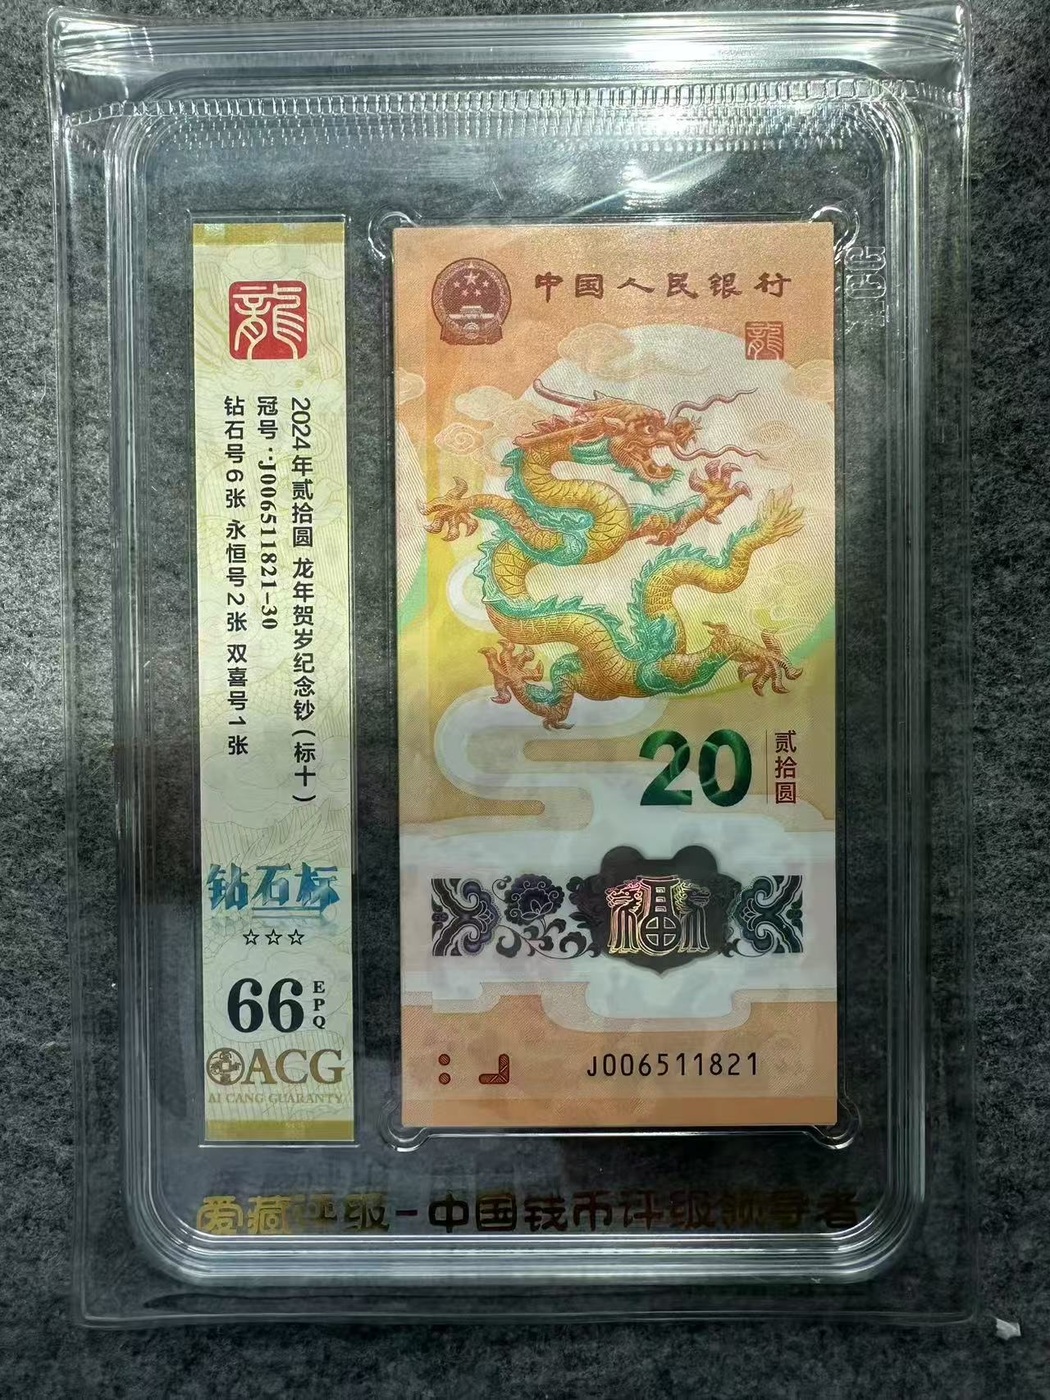 龍
2024年贰拾圆 龙年贺岁纪念钞(标十)
冠号:J006511821-30
钻石号6张 永恒号2张 双喜号1张
钻石标
☆☆☆
66 EPQ
ACG
AI CANG GUARANTY
中国人民银行
龍
20 贰拾圆
福
J006511821
爱藏评级-中国钱币评级领导者